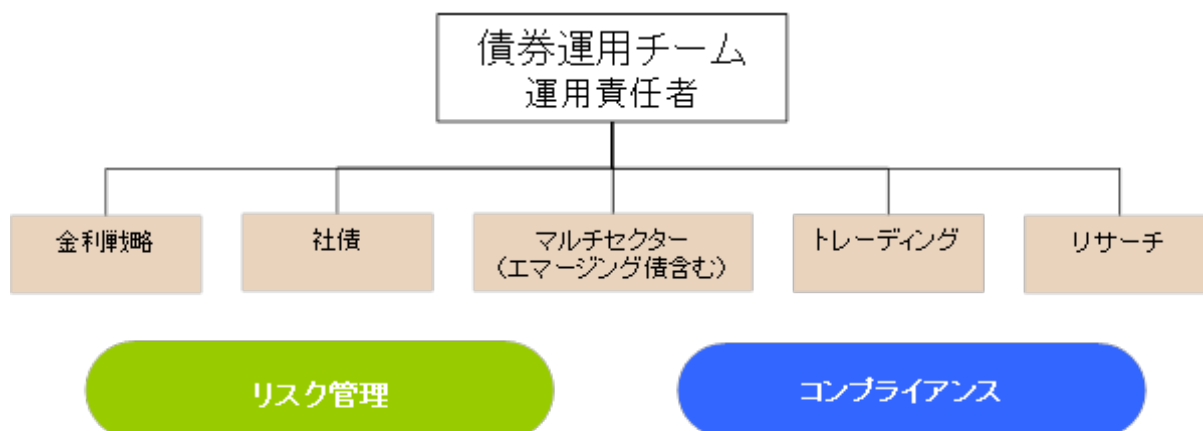 債券運用チーム
運用責任者
金利戦略
社債
マルチセクター
（エマージング債含む）
トレーディング
リサーチ
リスク管理
コンプライアンス